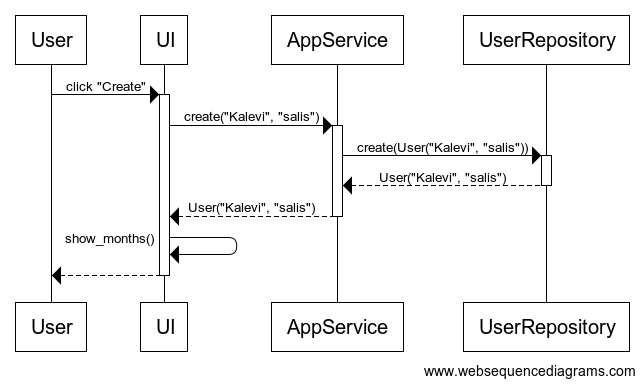 User UI AppService UserRepository
click "Create"
create("Kalevi", "salis")
create(User("Kalevi", "salis"))
User("Kalevi", "salis")
User("Kalevi", "salis")
show_months()
User UI AppService UserRepository
www.websequencediagrams.com